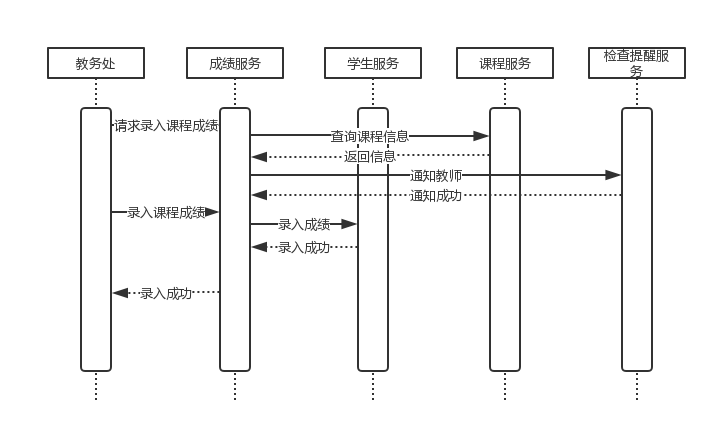 教务处
成绩服务
学生服务
课程服务
检查提醒服
务
请求录入课程成绩
查询课程信息
返回信息
通知教师
通知成功
录入课程成绩
录入成绩
录入成功
录入成功